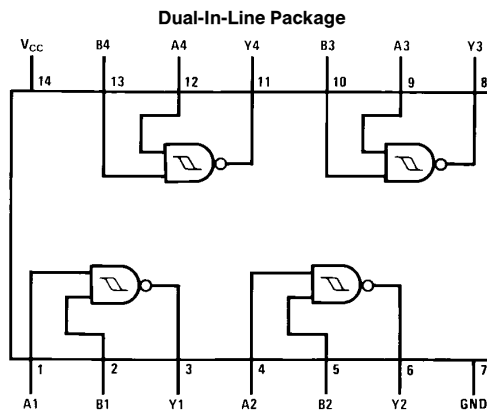 Dual-In-Line Package
VCC B4 A4 Y4 B3 A3 Y3
14 13 12 11 10 9 8
1 2 3 4 5 6 7
A1 B1 Y1 A2 B2 Y2 GND